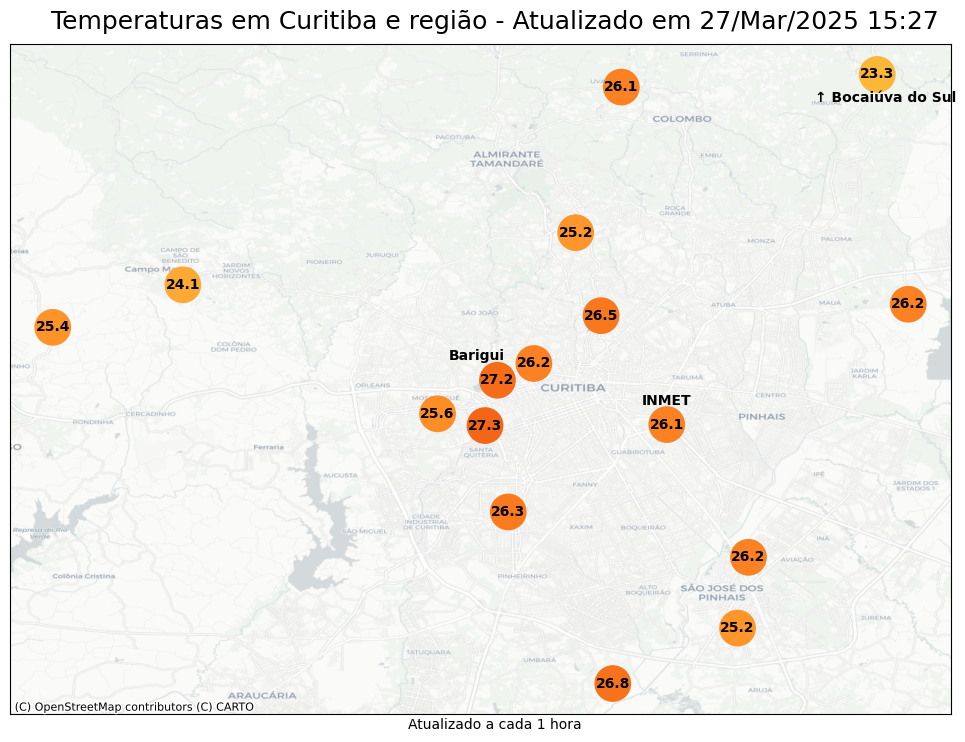 Temperaturas em Curitiba e região - Atualizado em 27/Mar/2025 15:27
SERRINHA
23.3
26.1
↑ Bocaiúva do Sul
COLOMBO
PACOTUBA
ALMIRANTE
TAMANDARÉ
EMBU
ROÇA
GRANDE
25.2
MONZA
PALOMA
CAMPO DE
SÃO
BENEDITO
JURUQUI
PIONEIRO
JARDIM
NOVOS
HORIZONTES
24.1
26.2
MAUÁ
ATUBA
SÃO JOÃO
26.5
25.4
COLÔNIA
DOM PEDRO
Barigui
26.2
JARDIM
KARLA
27.2
TARUMÃ
ORLEANS
CURITIBA
CENTRO
INMET
25.6
CERCADINHO
RONDINHA
PINHAIS
27.3
26.1
Ferraria
SANTA
QUITÉRIA
GUABIROTUBA
AUGUSTA
IPÊ
FANNY
JARDIM DOS
ESTADOS I
26.3
CIDADE
INDUSTRIAL
DE CURITIBA
SÃO MIGUEL
XAXIM
BOQUEIRÃO
Represa do Rio
Verde
INÁ
26.2
AVIAÇÃO
Colônia Cristina
PINHEIRINHO
ALTO
BOQUEIRÃO
SÃO JOSÉ DOS
PINHAIS
JUREMA
25.2
TATUQUARA
UMBARÁ
26.8
ARUJÁ
ARAUCÁRIA
(C) OpenStreetMap contributors (C) CARTO
Atualizado a cada 1 hora